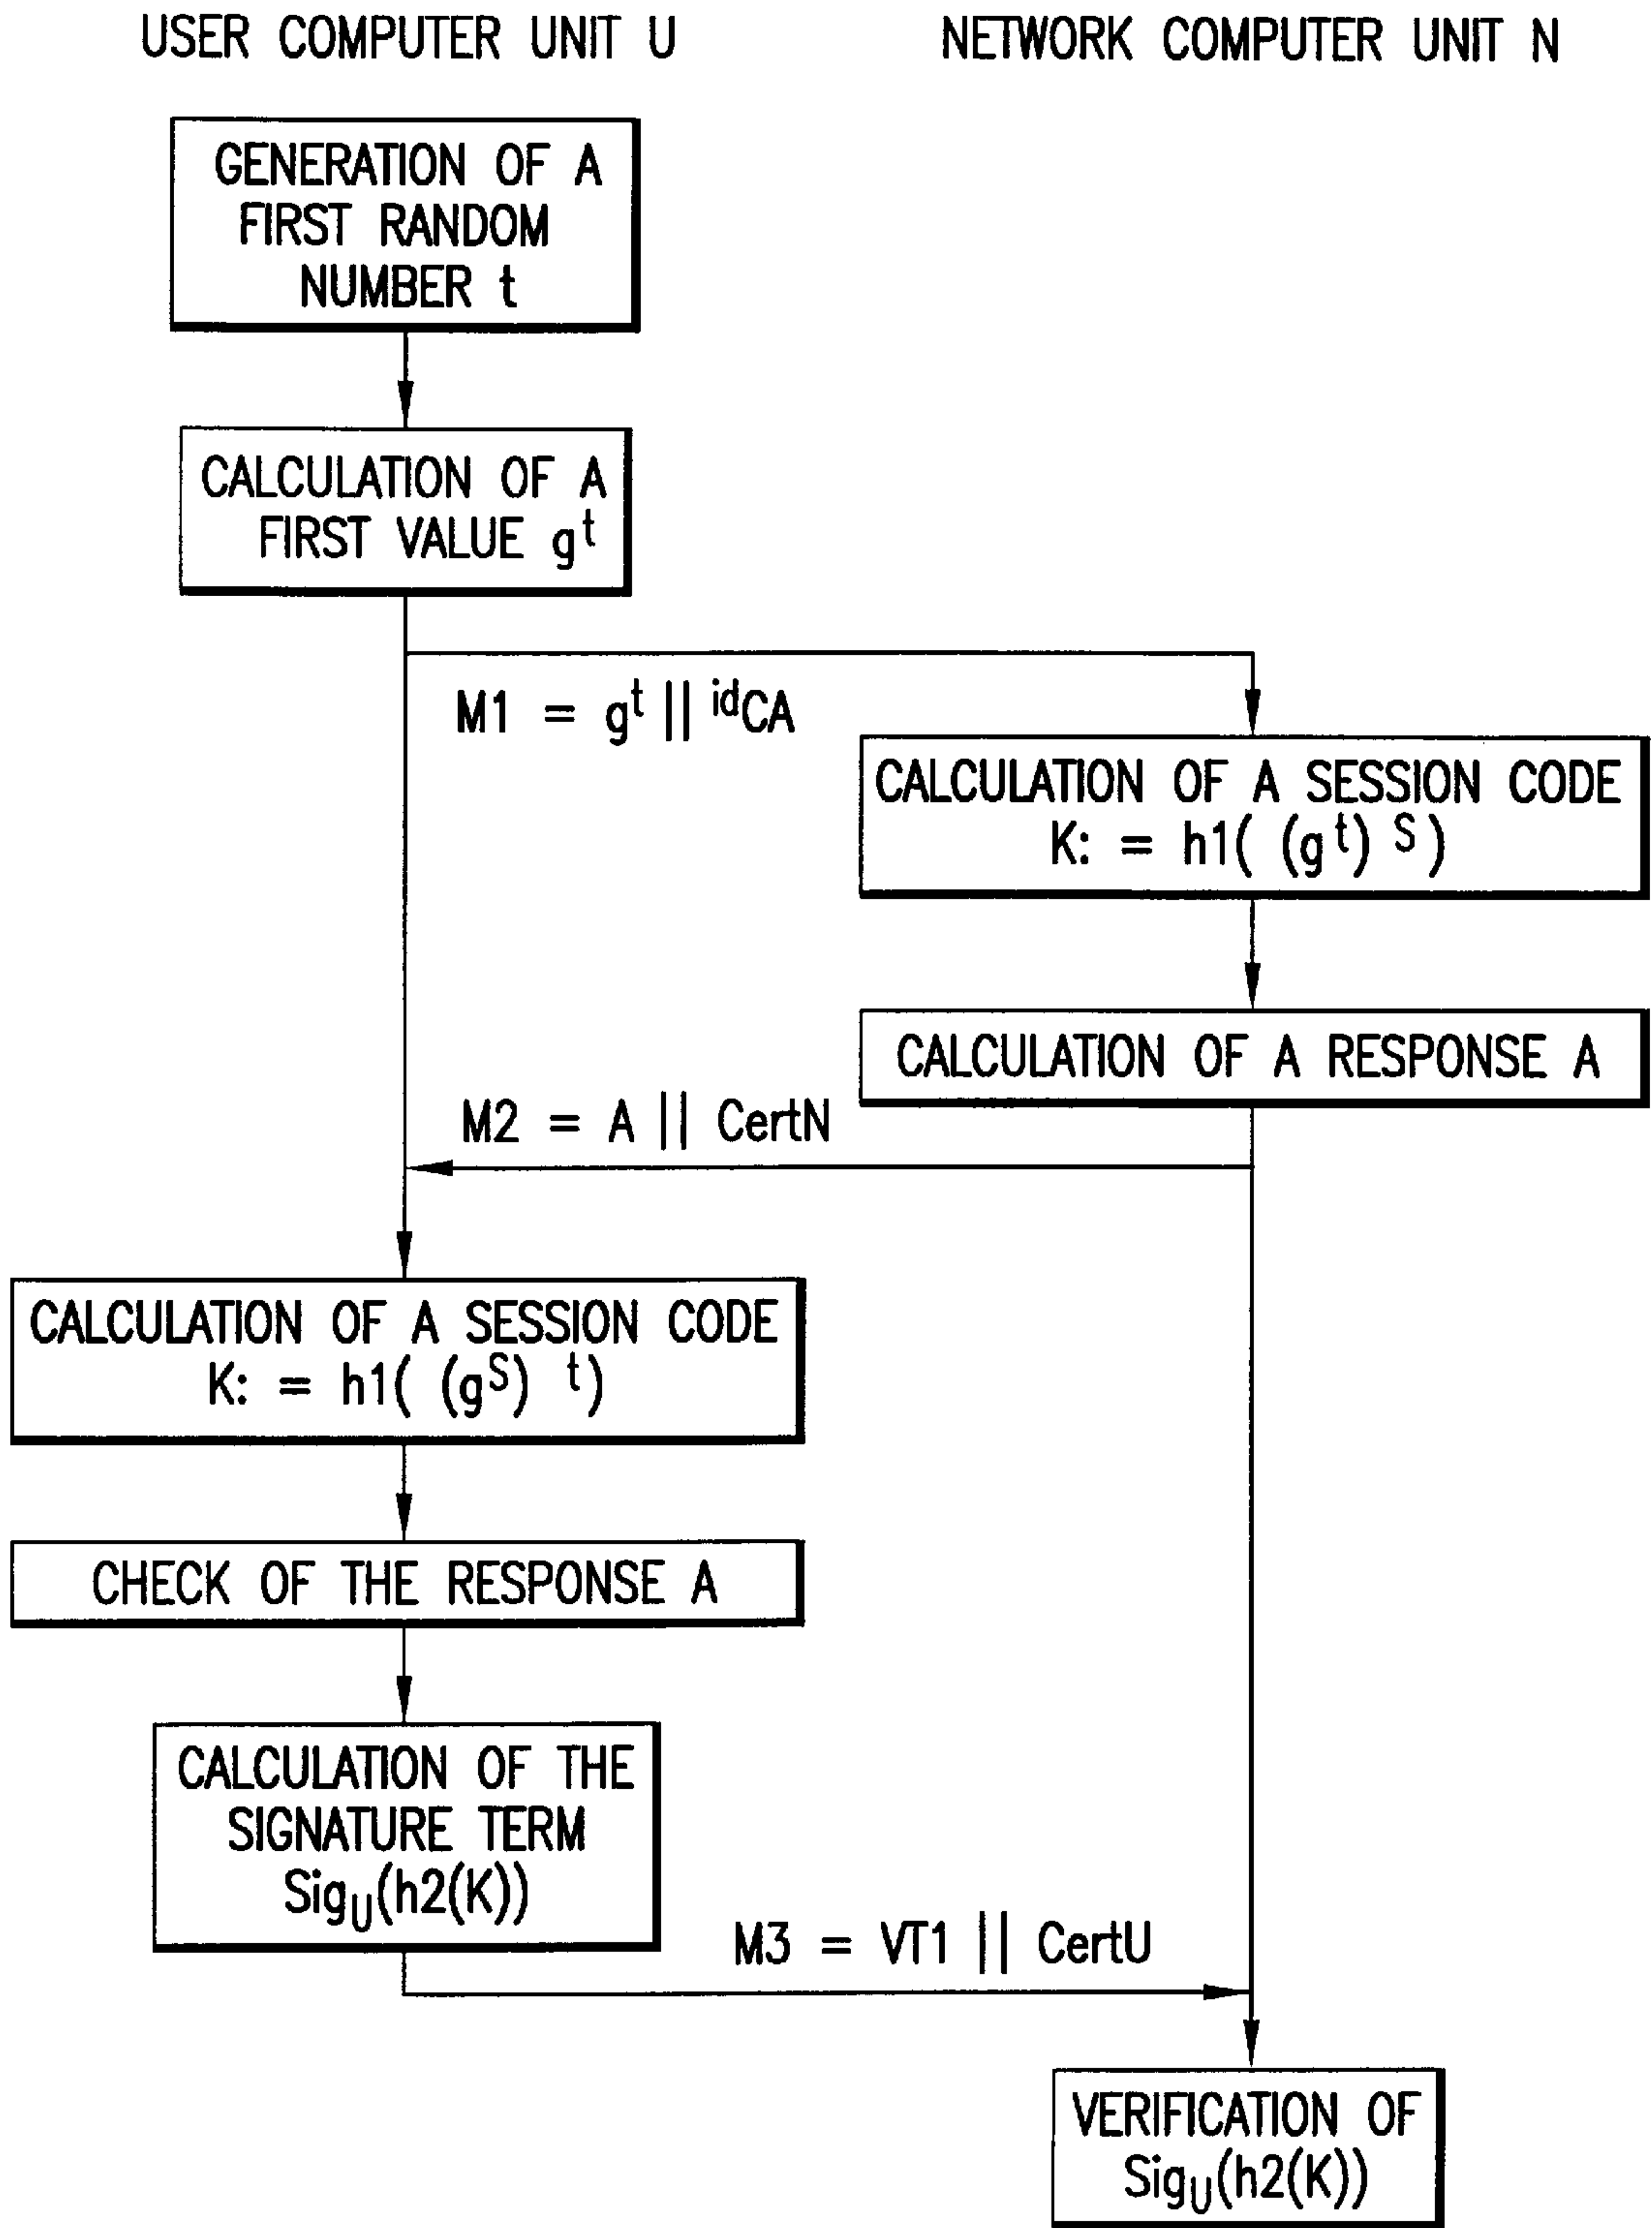 USER COMPUTER UNIT U
NETWORK COMPUTER UNIT N
GENERATION OF A
FIRST RANDOM
NUMBER t
CALCULATION OF A
FIRST VALUE g^t
M1 = g^t || idCA
CALCULATION OF A SESSION CODE
K: = h1( (g^t)^S )
CALCULATION OF A RESPONSE A
M2 = A || CertN
CALCULATION OF A SESSION CODE
K: = h1( (g^S)^t )
CHECK OF THE RESPONSE A
CALCULATION OF THE
SIGNATURE TERM
Sig_U(h2(K))
M3 = VT1 || CertU
VERIFICATION OF
Sig_U(h2(K))